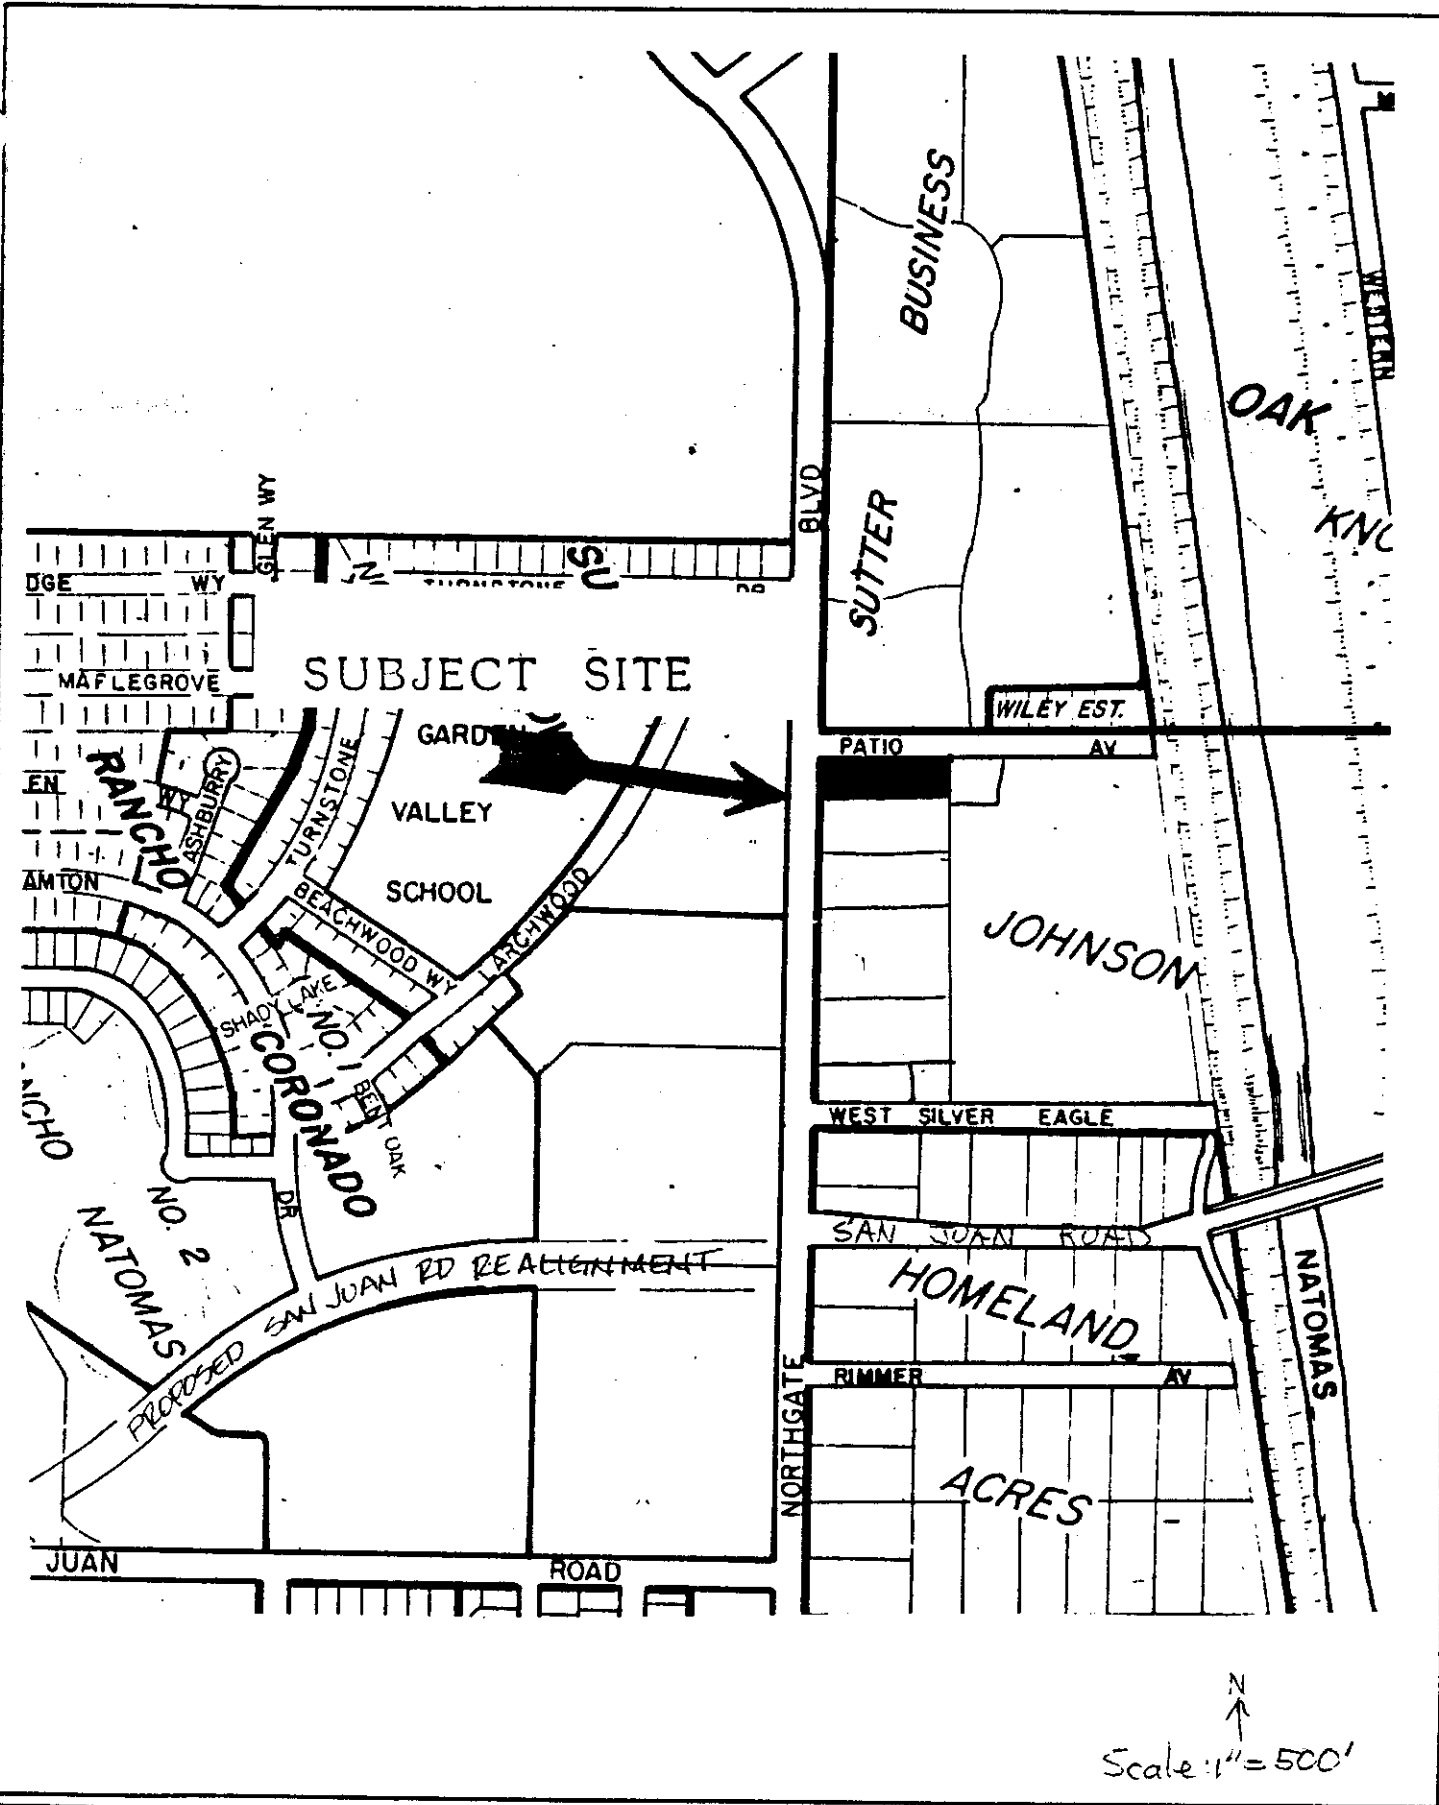 BUSINESS
WESTERN
OAK
KNO
BLVD
GLEN WY
SUTTER
SU
DGE WY
TURNSTONE DR
SUBJECT SITE
WILEY EST.
PATIO AV
GARDEN
VALLEY
SCHOOL
EN
RANCHO
WY
ASHBURRY
TURNSTONE
AMTON
BEACHWOOD WY
LARCHWOOD
JOHNSON
SHADY LAKE
NO. 1
CORONADO
BENT OAK
WEST SILVER EAGLE
NO. 2
NATOMAS
DR
SAN JUAN ROAD
PROPOSED SAN JUAN RD REALIGNMENT
HOMELAND
NATOMAS
NORTHGATE
RIMMER AV
ACRES
JUAN ROAD
N
Scale: 1" = 500'